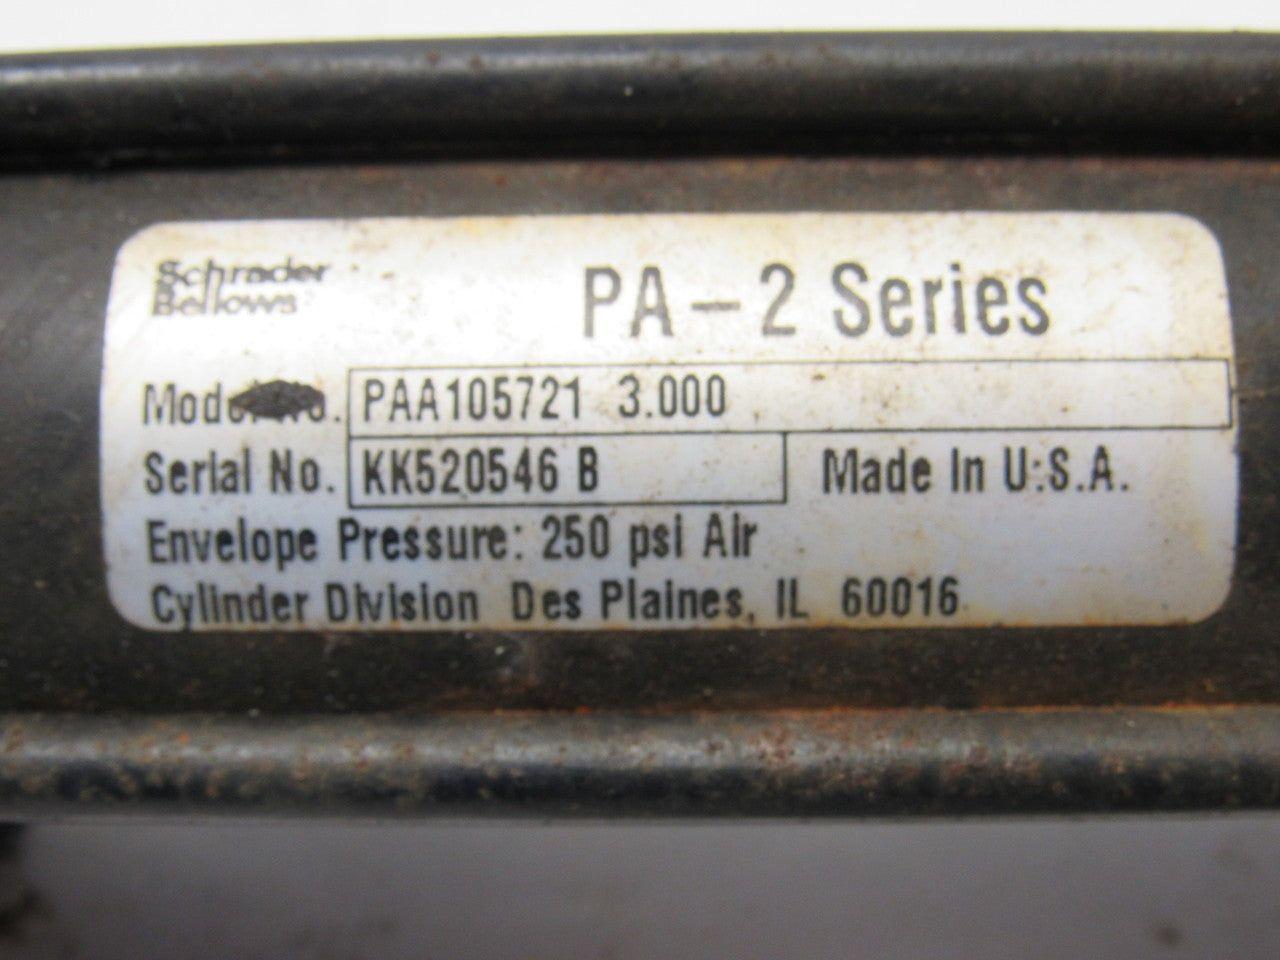 Schrader
Bellows
PA-2 Series
PAA105721 3.000
Serial No. KK520546 B Made In U.S.A.
Envelope Pressure: 250 psi Air
Cylinder Division Des Plaines, IL 60016